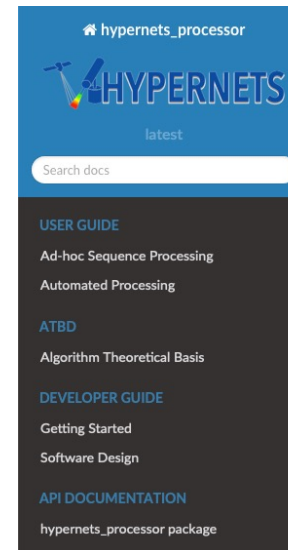 hypernets_processor
HYPERNETS
latest
Search docs
USER GUIDE
Ad-hoc Sequence Processing
Automated Processing
ATBD
Algorithm Theoretical Basis
DEVELOPER GUIDE
Getting Started
Software Design
API DOCUMENTATION
hypernets_processor package